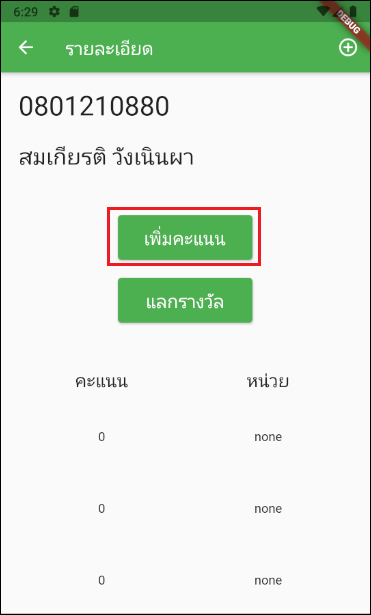 6:29
DEBUG
รายละเอียด
0801210880
สมเกียรติ วังเนินผา
เพิ่มคะแนน
แลกรางวัล
คะแนน หน่วย
0 none
0 none
0 none